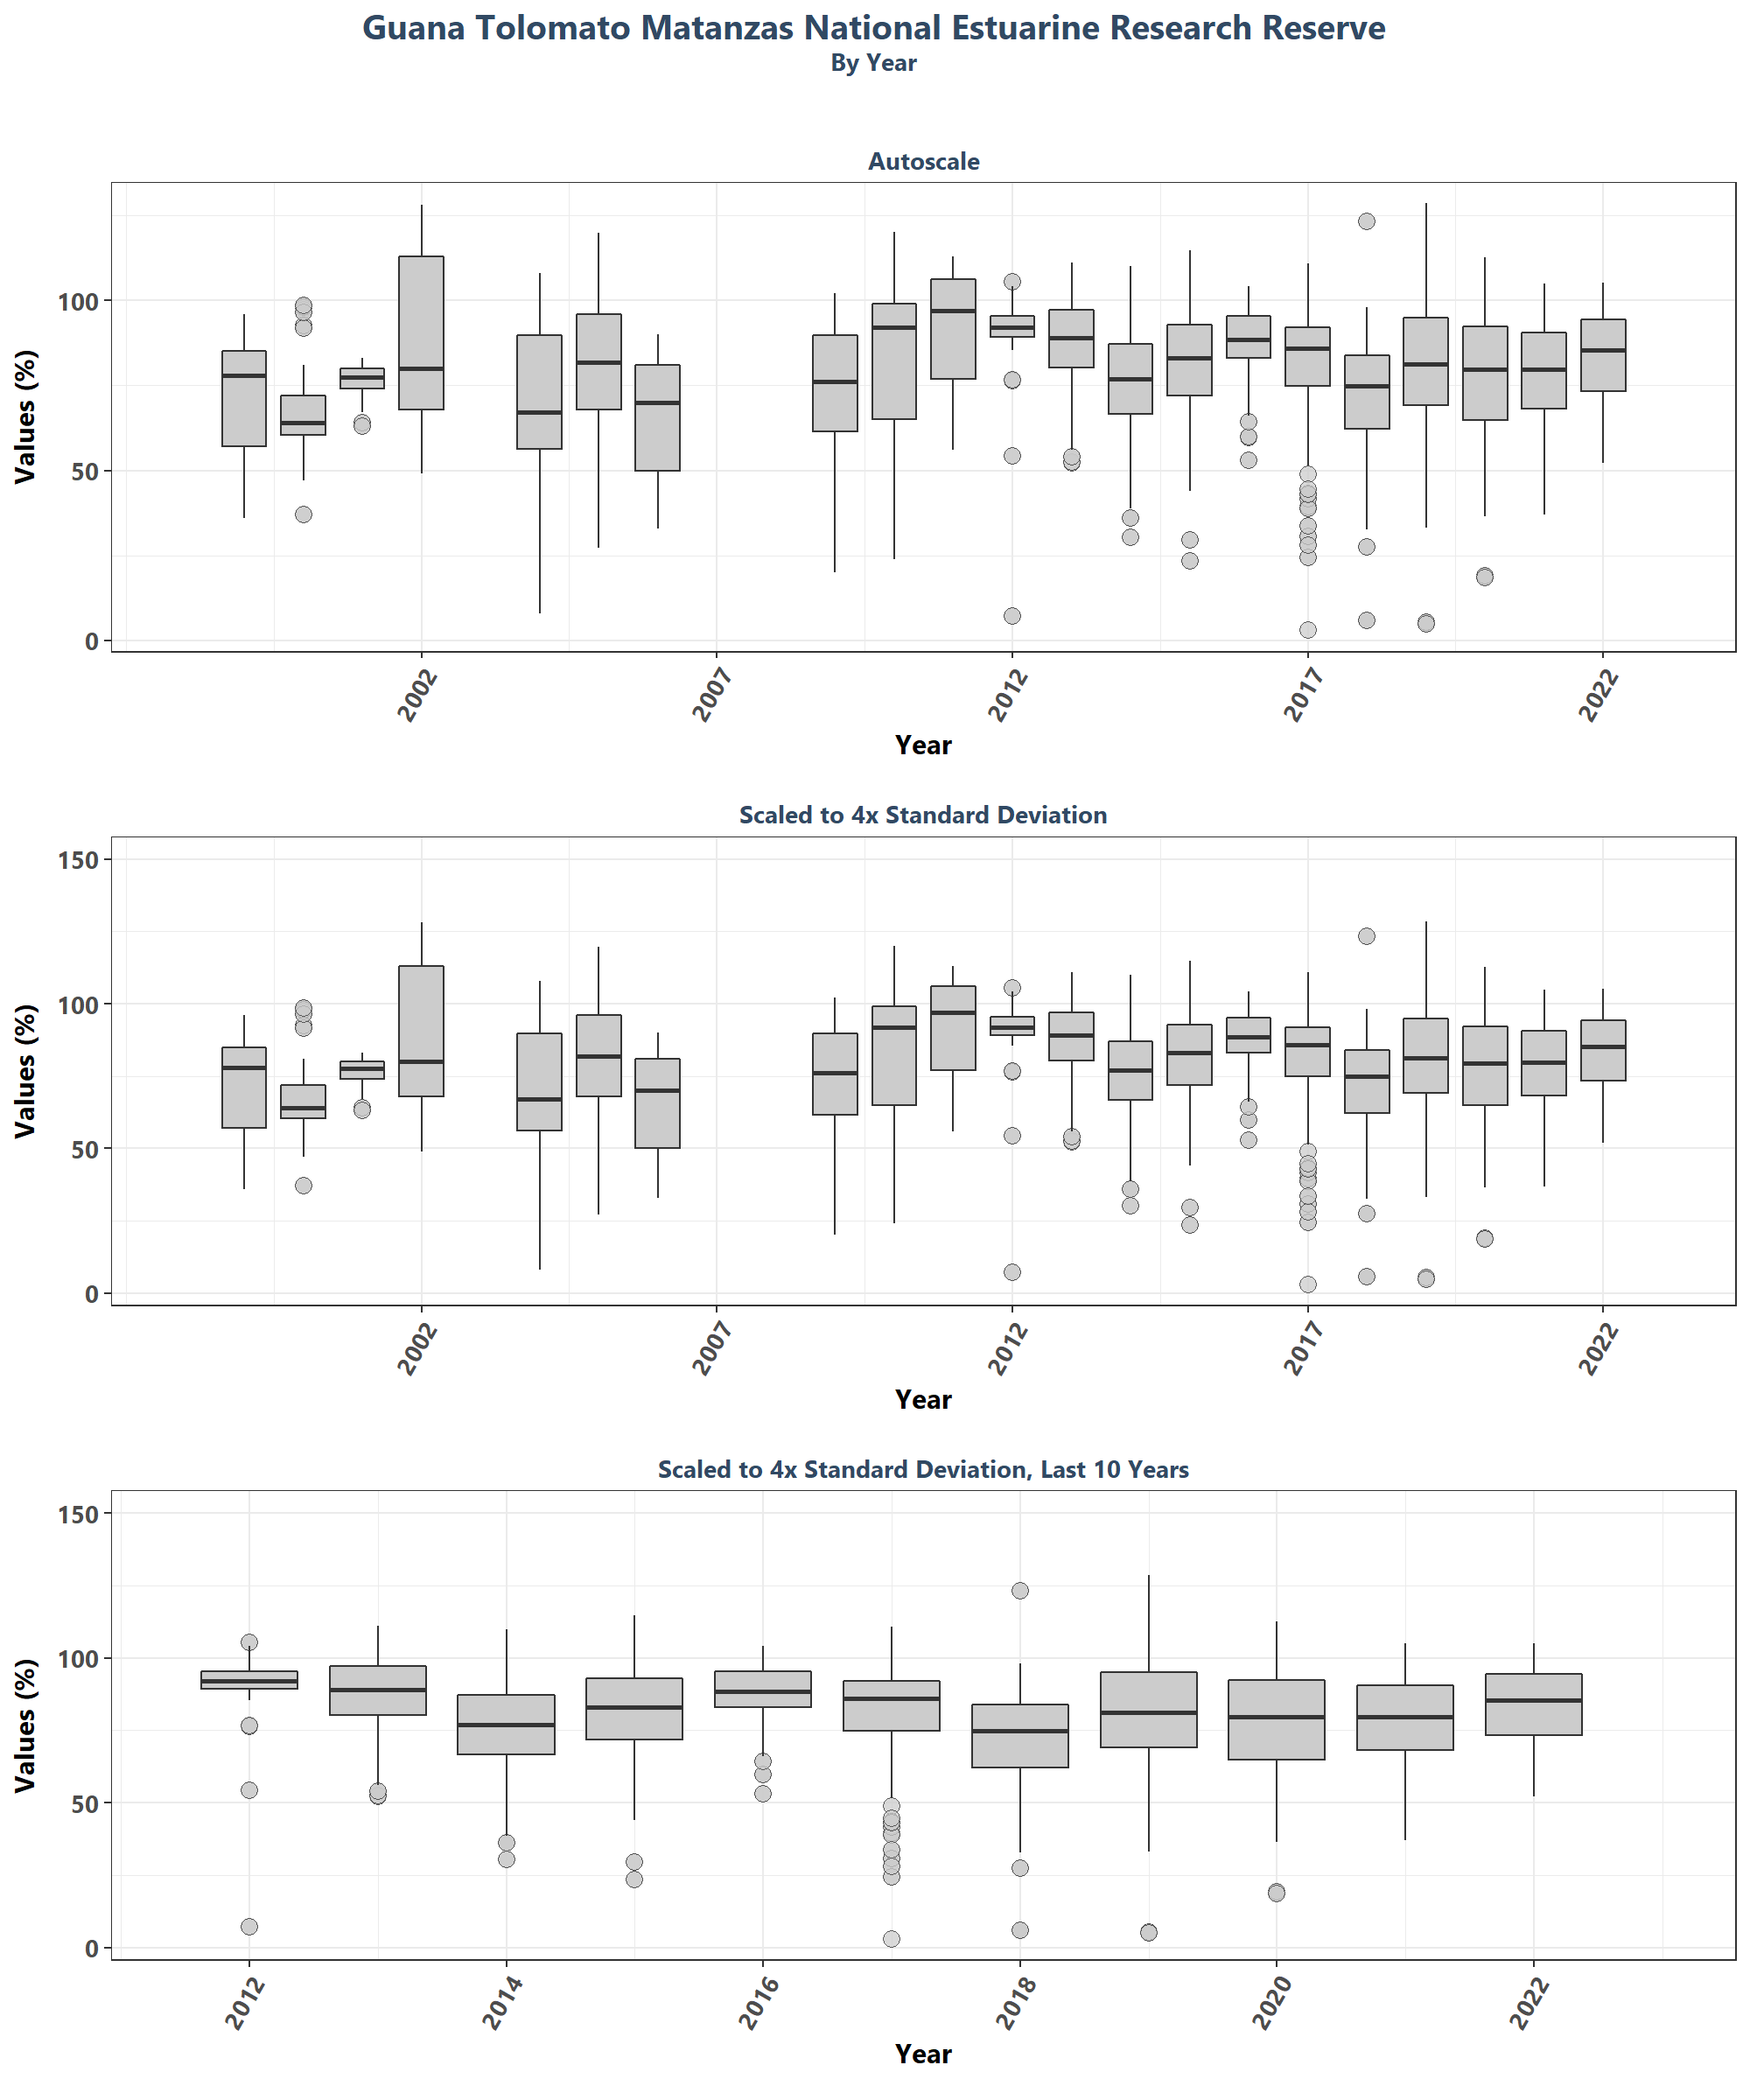 Guana Tolomato Matanzas National Estuarine Research Reserve
By Year
Autoscale
Values (%)
100
50
0
2002
2007
2012
2017
2022
Year
Scaled to 4x Standard Deviation
Values (%)
150
100
50
0
2002
2007
2012
2017
2022
Year
Scaled to 4x Standard Deviation, Last 10 Years
Values (%)
150
100
50
0
2012
2014
2016
2018
2020
2022
Year